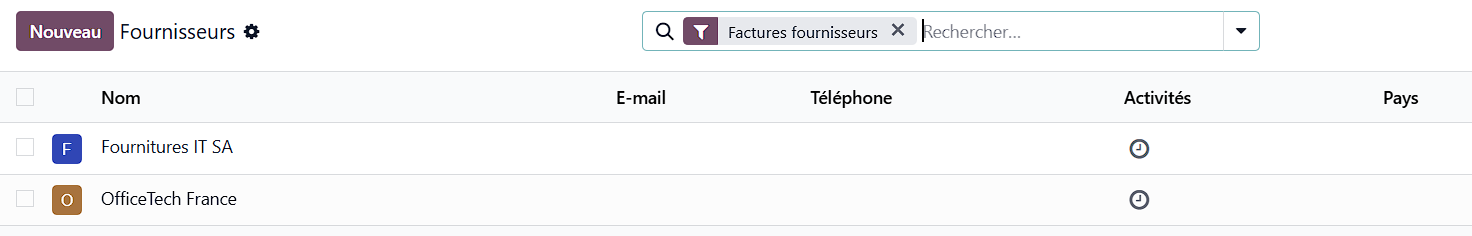 Nouveau Fournisseurs Factures fournisseurs Rechercher...
Nom E-mail Téléphone Activités Pays
F Fournitures IT SA
O OfficeTech France